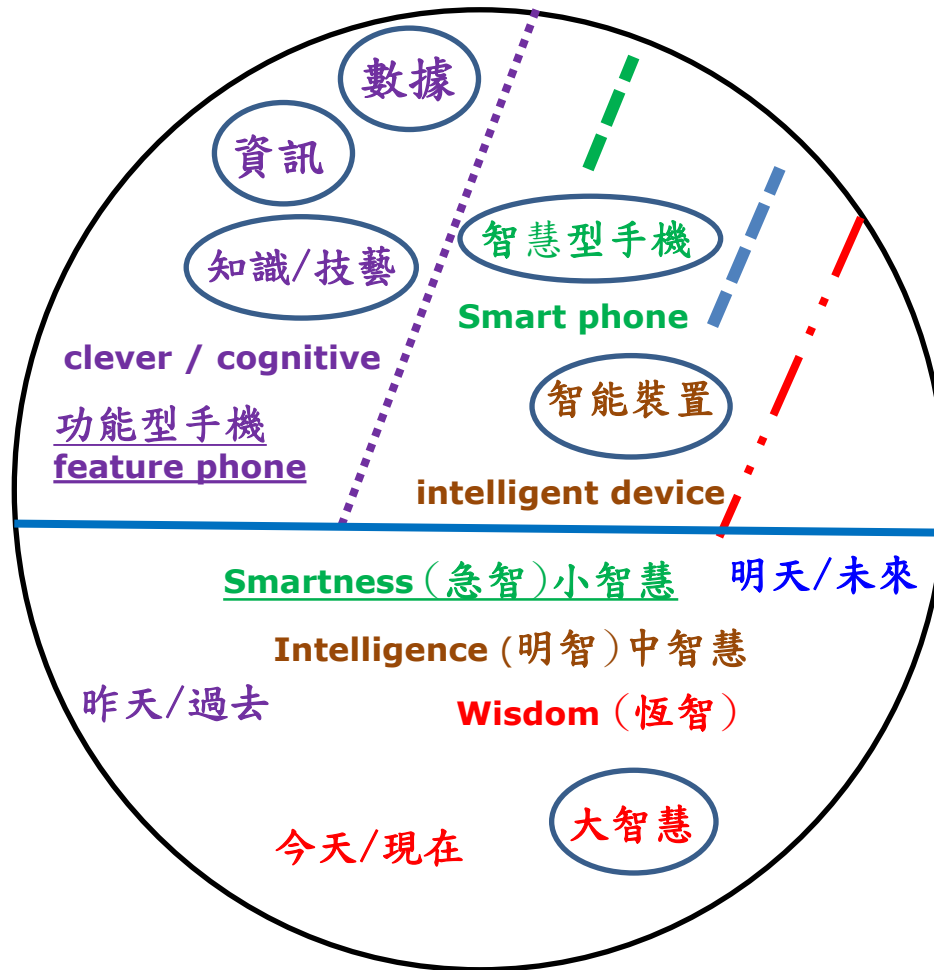 數據
資訊
知識/技藝
clever / cognitive
功能型手機
feature phone
智慧型手機
Smart phone
智能裝置
intelligent device
Smartness (急智)小智慧
明天/未來
Intelligence (明智)中智慧
昨天/過去
Wisdom (恆智)
大智慧
今天/現在